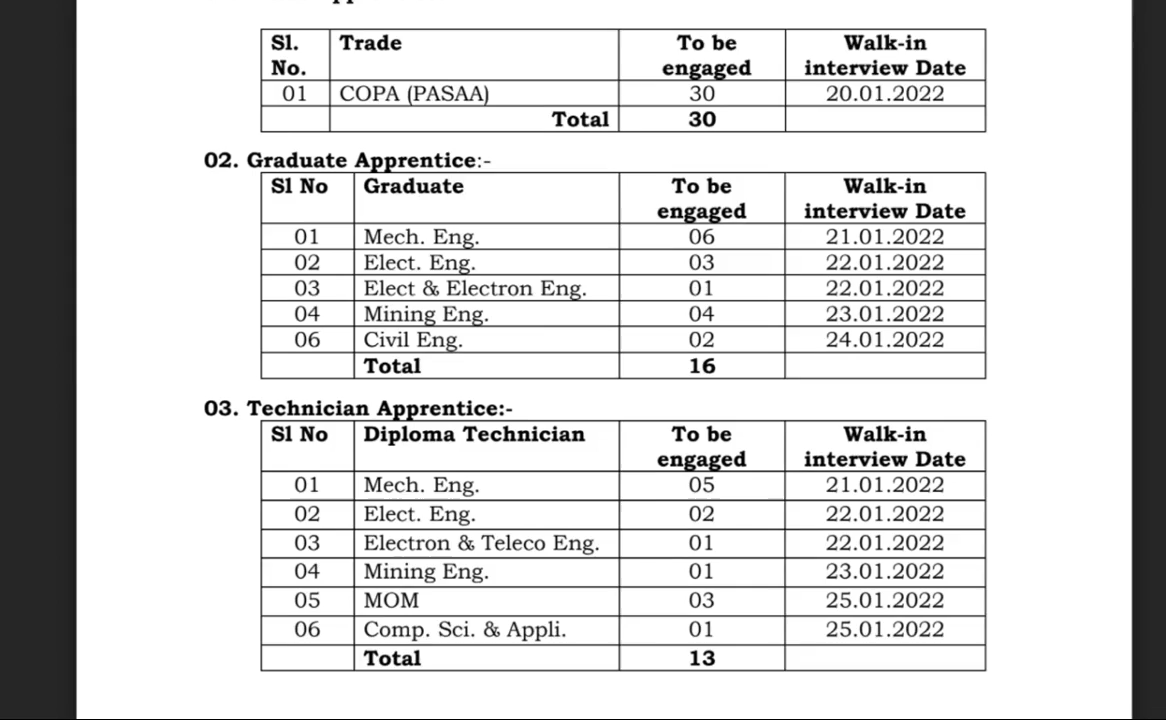 Sl. No. Trade To be engaged Walk-in interview Date
01 COPA (PASAA) 30 20.01.2022
Total 30
02. Graduate Apprentice:-
Sl No Graduate To be engaged Walk-in interview Date
01 Mech. Eng. 06 21.01.2022
02 Elect. Eng. 03 22.01.2022
03 Elect & Electron Eng. 01 22.01.2022
04 Mining Eng. 04 23.01.2022
06 Civil Eng. 02 24.01.2022
Total 16
03. Technician Apprentice:-
Sl No Diploma Technician To be engaged Walk-in interview Date
01 Mech. Eng. 05 21.01.2022
02 Elect. Eng. 02 22.01.2022
03 Electron & Teleco Eng. 01 22.01.2022
04 Mining Eng. 01 23.01.2022
05 MOM 03 25.01.2022
06 Comp. Sci. & Appli. 01 25.01.2022
Total 13